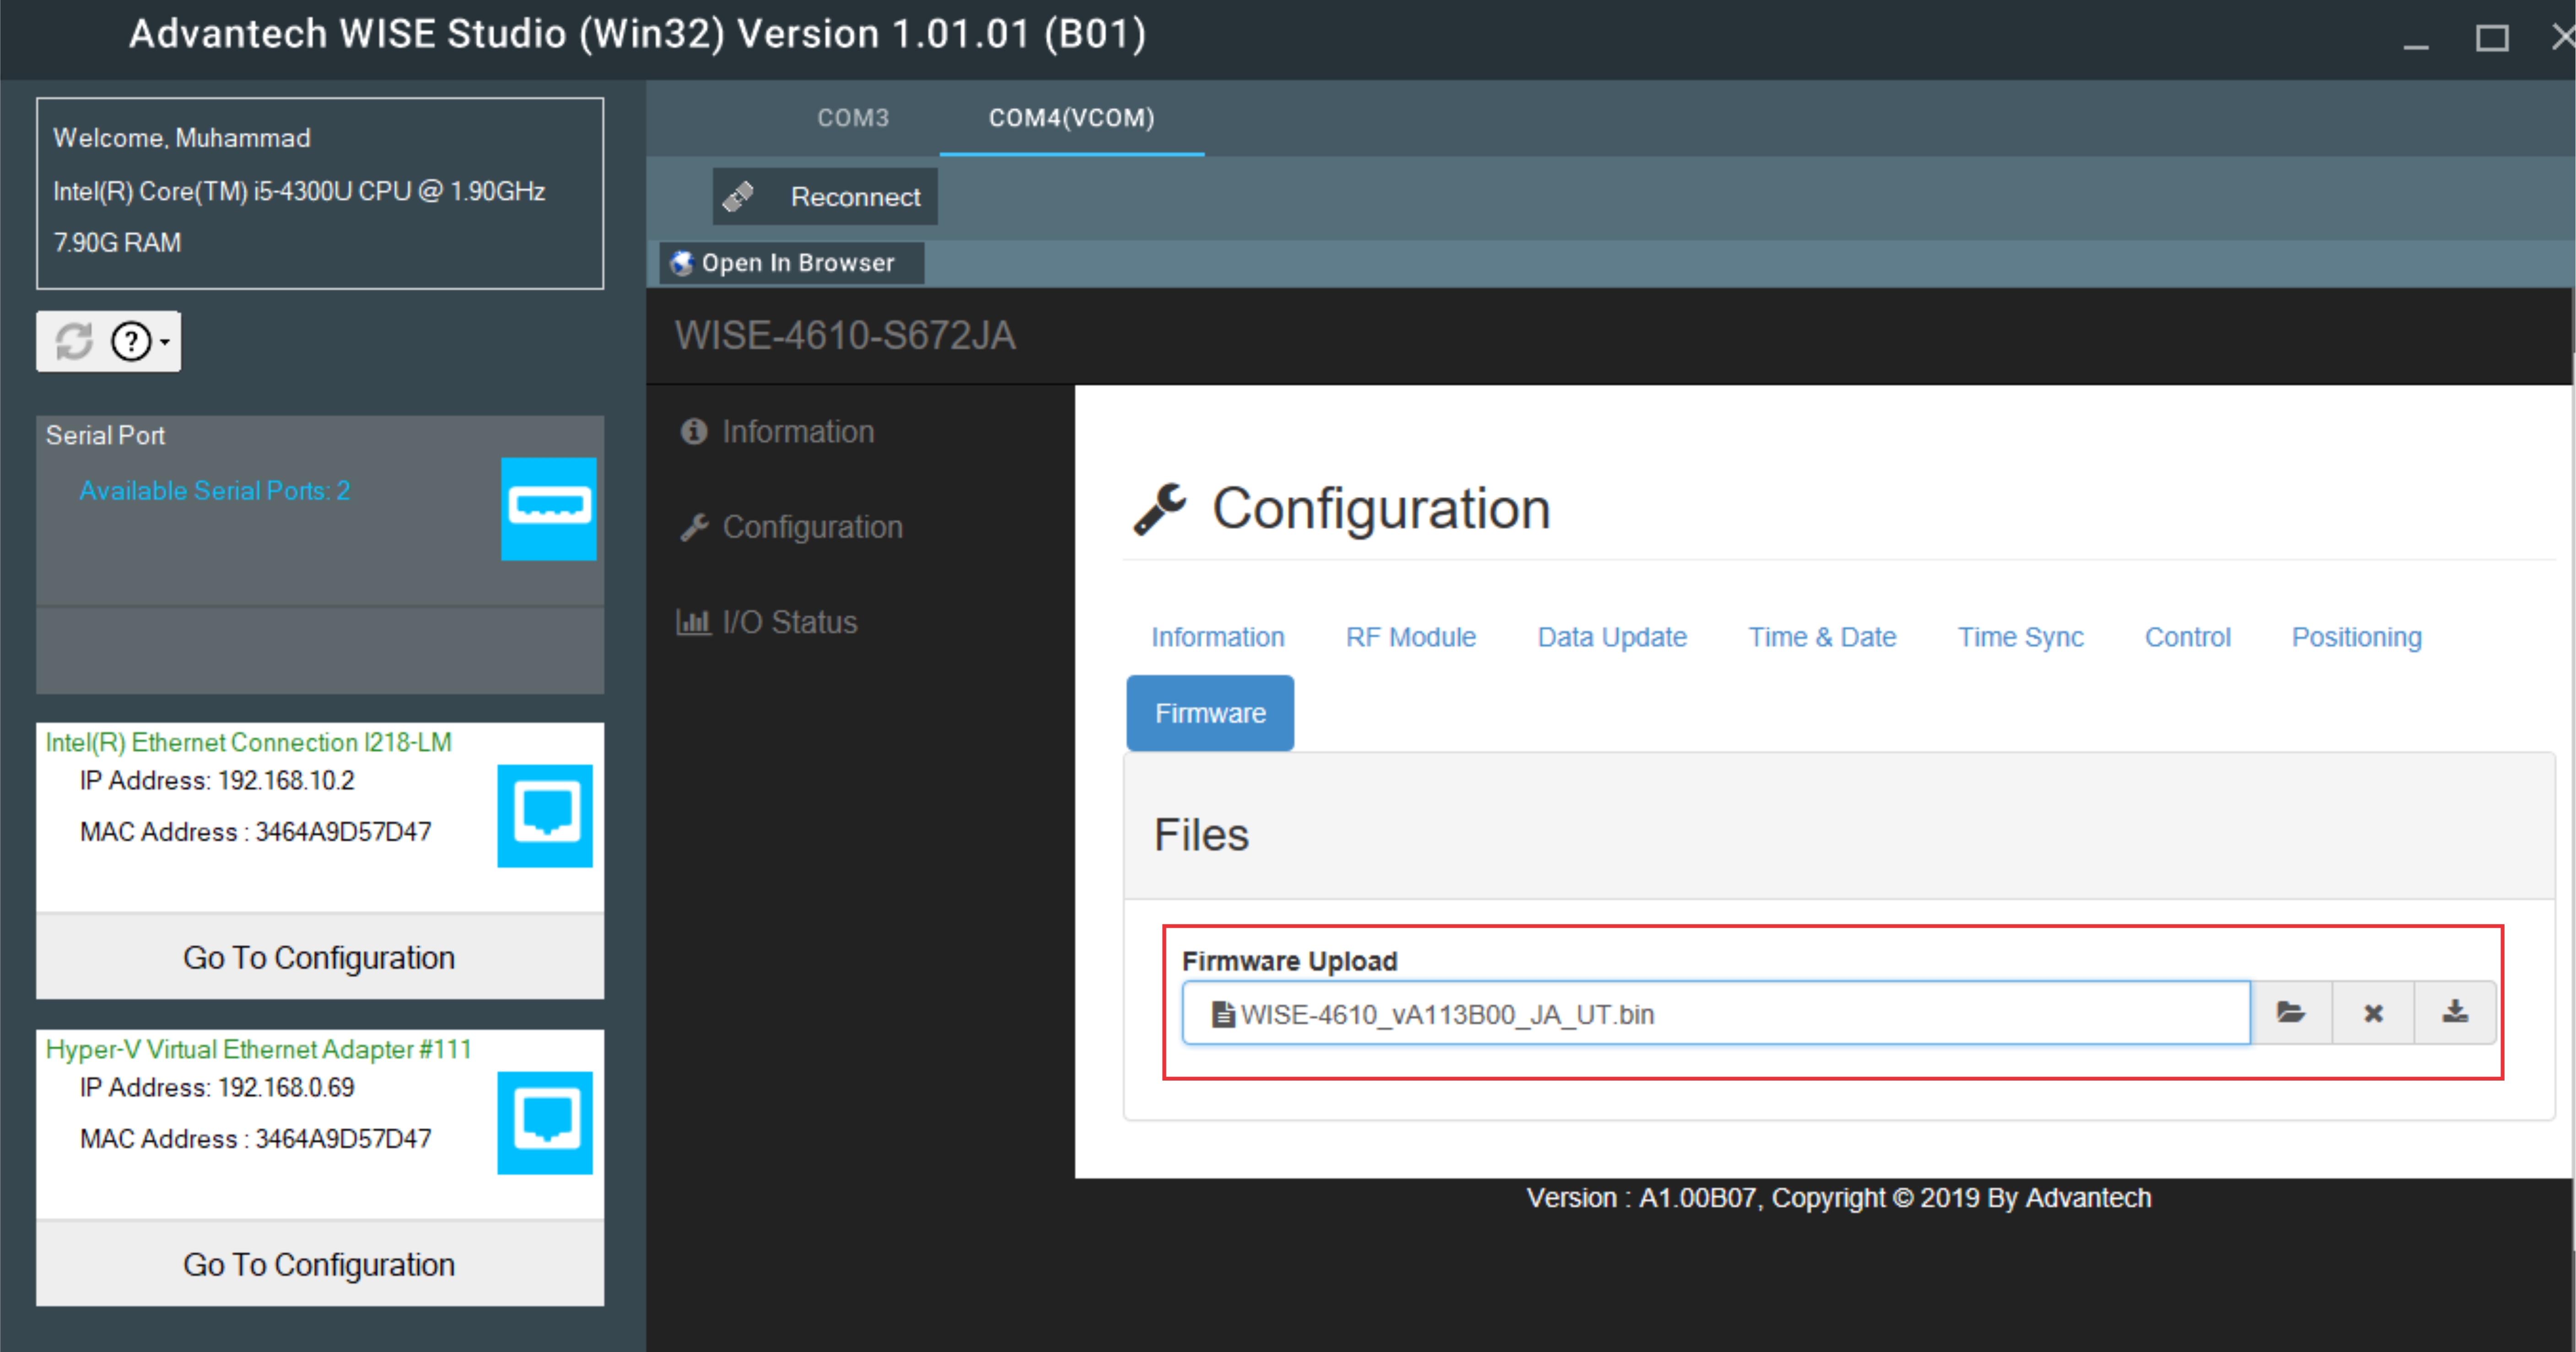 Advantech WISE Studio (Win32) Version 1.01.01 (B01)
Welcome, Muhammad
Intel(R) Core(TM) i5-4300U CPU @ 1.90GHz
7.90G RAM
Serial Port
Available Serial Ports: 2
Intel(R) Ethernet Connection I218-LM
IP Address: 192.168.10.2
MAC Address : 3464A9D57D47
Go To Configuration
Hyper-V Virtual Ethernet Adapter #111
IP Address: 192.168.0.69
MAC Address : 3464A9D57D47
Go To Configuration
COM3 COM4(VCOM)
Reconnect
Open In Browser
WISE-4610-S672JA
Information
Configuration
I/O Status
Configuration
Information RF Module Data Update Time & Date Time Sync Control Positioning
Firmware
Files
Firmware Upload
WISE-4610_vA113B00_JA_UT.bin
Version : A1.00B07, Copyright © 2019 By Advantech